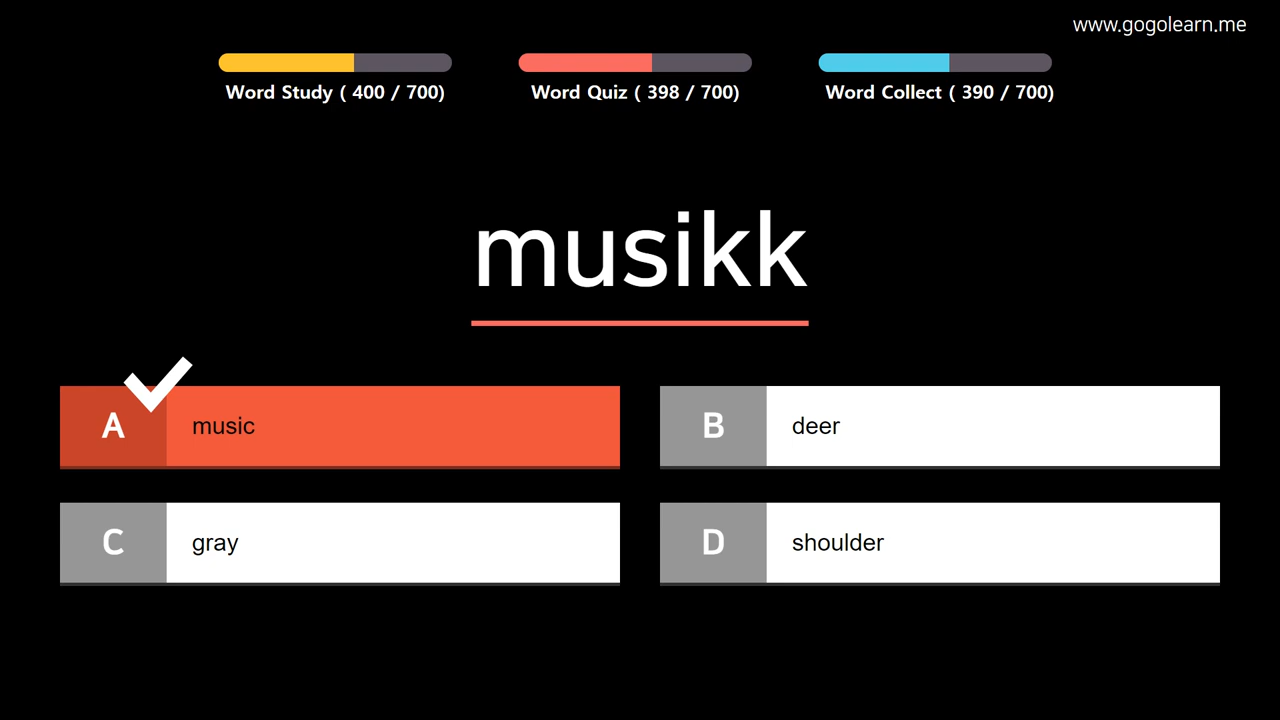 www.gogolearn.me
Word Study ( 400 / 700)
Word Quiz ( 398 / 700)
Word Collect ( 390 / 700)
musikk
A music
B deer
C gray
D shoulder